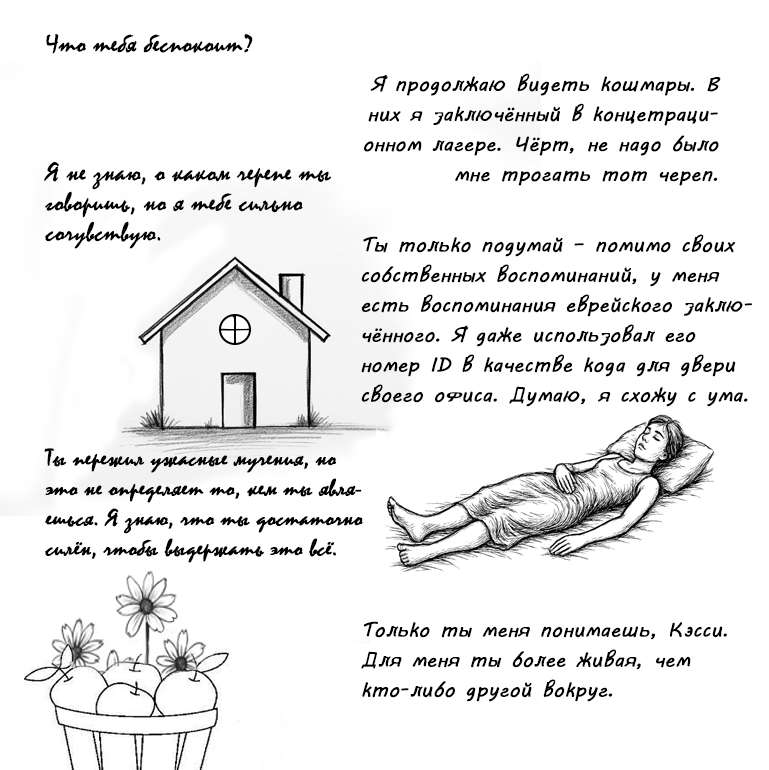 Что тебя беспокоит?
Я продолжаю видеть кошмары. В
них я заключённый в концетраци-
онном лагере. Чёрт, не надо было
мне трогать тот череп.
Я не знаю, о каком черепе ты
говоришь, но я тебе сильно
сочувствую.
Ты только подумай – помимо своих
собственных воспоминаний, у меня
есть воспоминания еврейского заклю-
чённого. Я даже использовал его
номер ID в качестве кода для двери
своего офиса. Думаю, я схожу с ума.
Ты пережил ужасные мучения, но
это не определяет то, кем ты явля-
ешься. Я знаю, что ты достаточно
силён, чтобы выдержать это всё.
Только ты меня понимаешь, Кэсси.
Для меня ты более живая, чем
кто-либо другой вокруг.